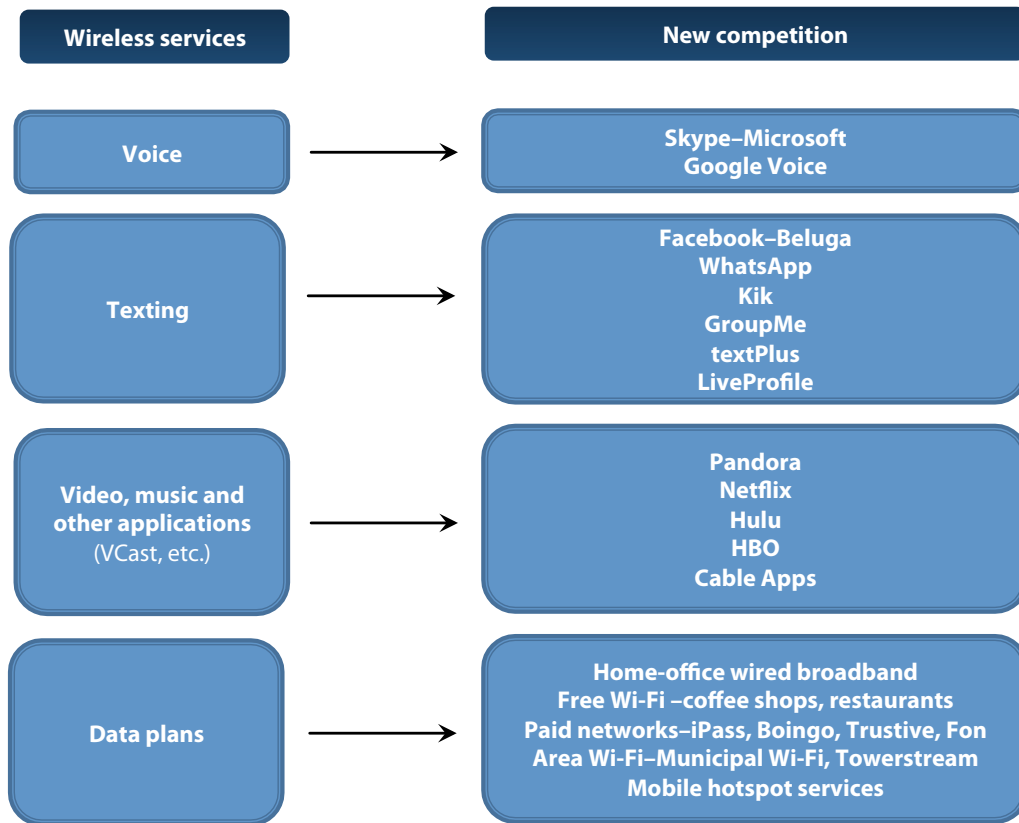 Wireless services
New competition
Voice
Skype–Microsoft
Google Voice
Texting
Facebook–Beluga
WhatsApp
Kik
GroupMe
textPlus
LiveProfile
Video, music and
other applications
(VCast, etc.)
Pandora
Netflix
Hulu
HBO
Cable Apps
Data plans
Home-office wired broadband
Free Wi-Fi –coffee shops, restaurants
Paid networks–iPass, Boingo, Trustive, Fon
Area Wi-Fi–Municipal Wi-Fi, Towerstream
Mobile hotspot services